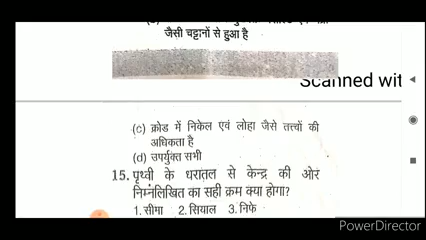 जैसी चट्टानों से हुआ है
Scanned wit
(c) क्रोड में निकेल एवं लोहा जैसे तत्त्वों की
अधिकता है
(d) उपर्युक्त सभी
15. पृथ्वी के धरातल से केन्द्र की ओर
निम्नलिखित का सही क्रम क्या होगा?
1. सीमा 2. सियाल 3. निफे
PowerDirector